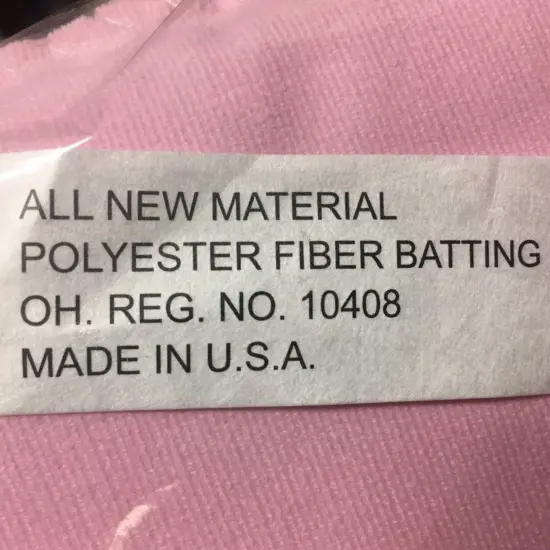 ALL NEW MATERIAL
POLYESTER FIBER BATTING
OH. REG. NO. 10408
MADE IN U.S.A.